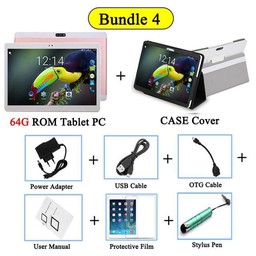 Bundle 4
64G ROM Tablet PC
CASE Cover
Power Adapter
USB Cable
OTG Cable
User Manual
Protective Film
Stylus Pen